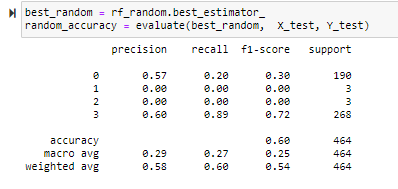 best_random = rf_random.best_estimator_
random_accuracy = evaluate(best_random, X_test, Y_test)
precision recall f1-score support
0 0.57 0.20 0.30 190
1 0.00 0.00 0.00 3
2 0.00 0.00 0.00 3
3 0.60 0.89 0.72 268
accuracy 0.60 464
macro avg 0.29 0.27 0.25 464
weighted avg 0.58 0.60 0.54 464